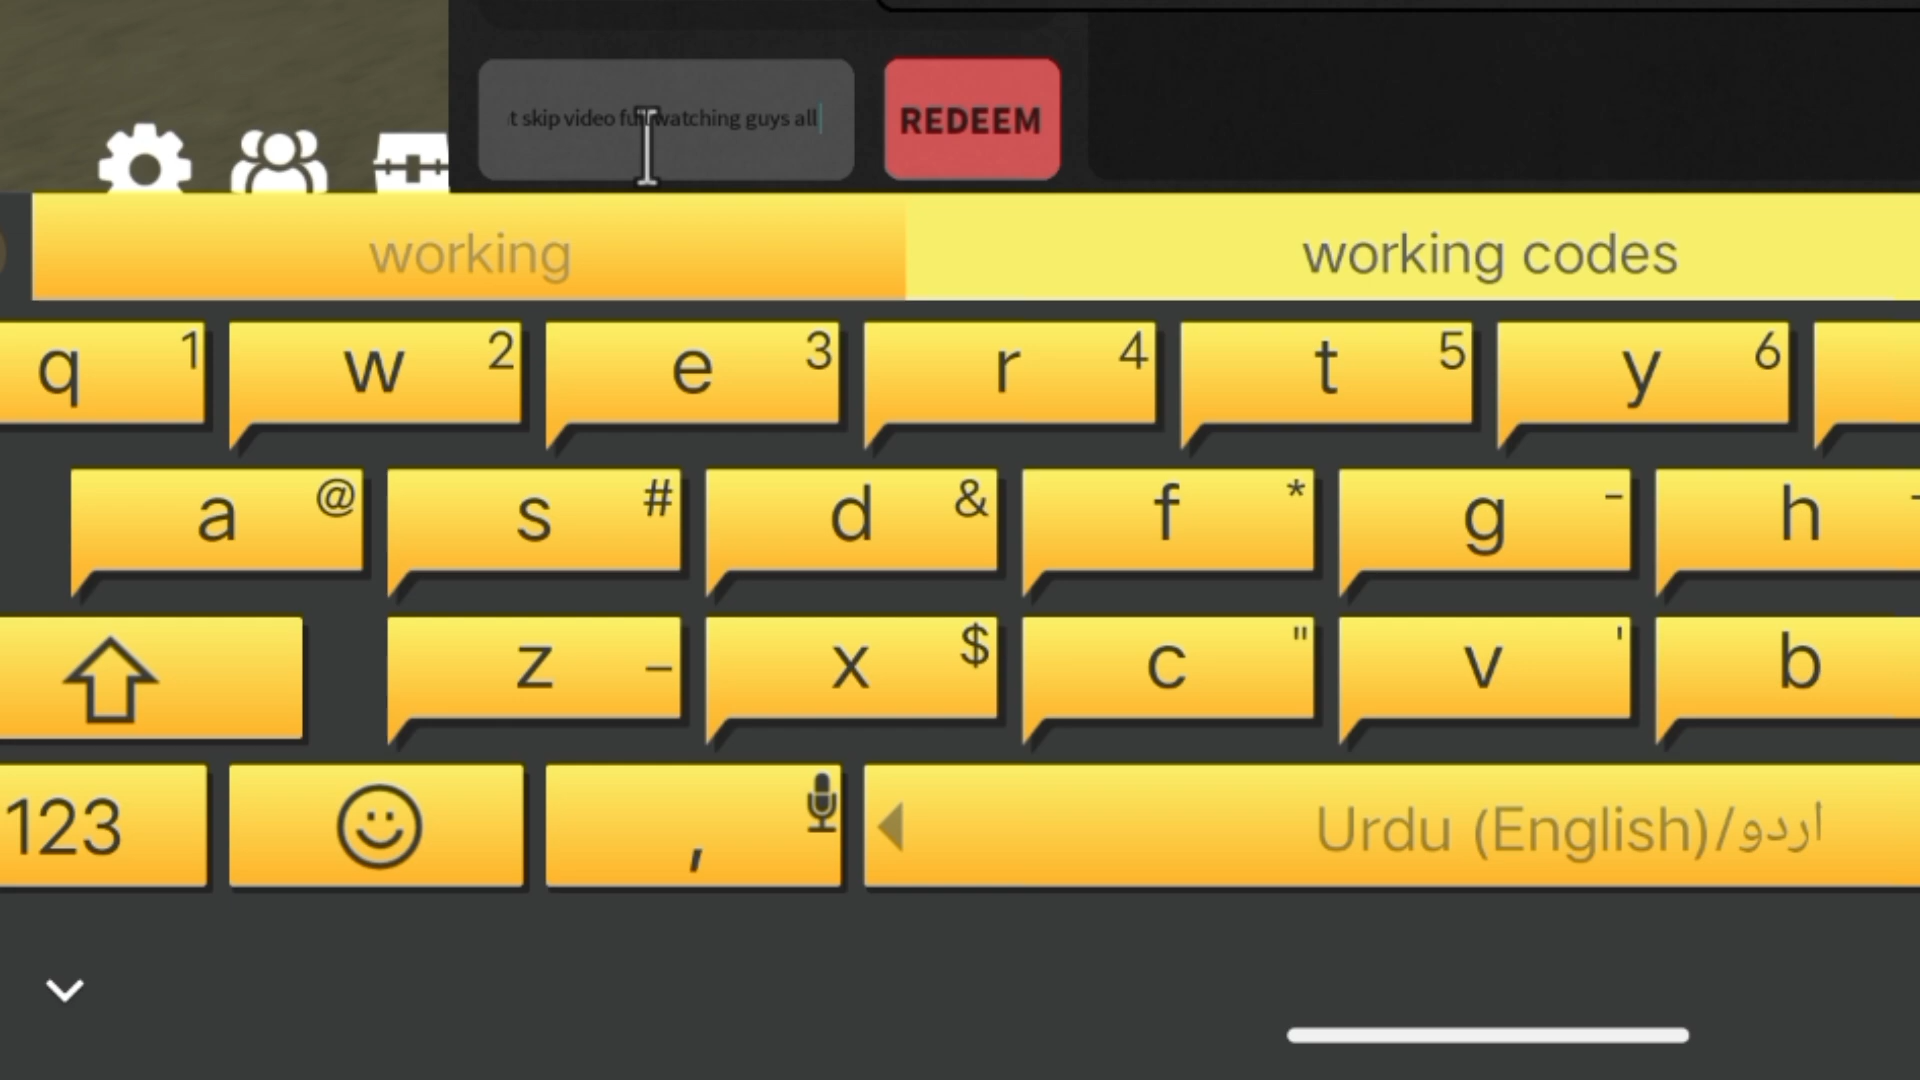 t skip video full watching guys all
REDEEM
working
working codes
q 1 w 2 e 3 r 4 t 5 y 6
a @ s # d & f * g - h
z _ x $ c " v ' b
123 , Urdu (English)/اردو